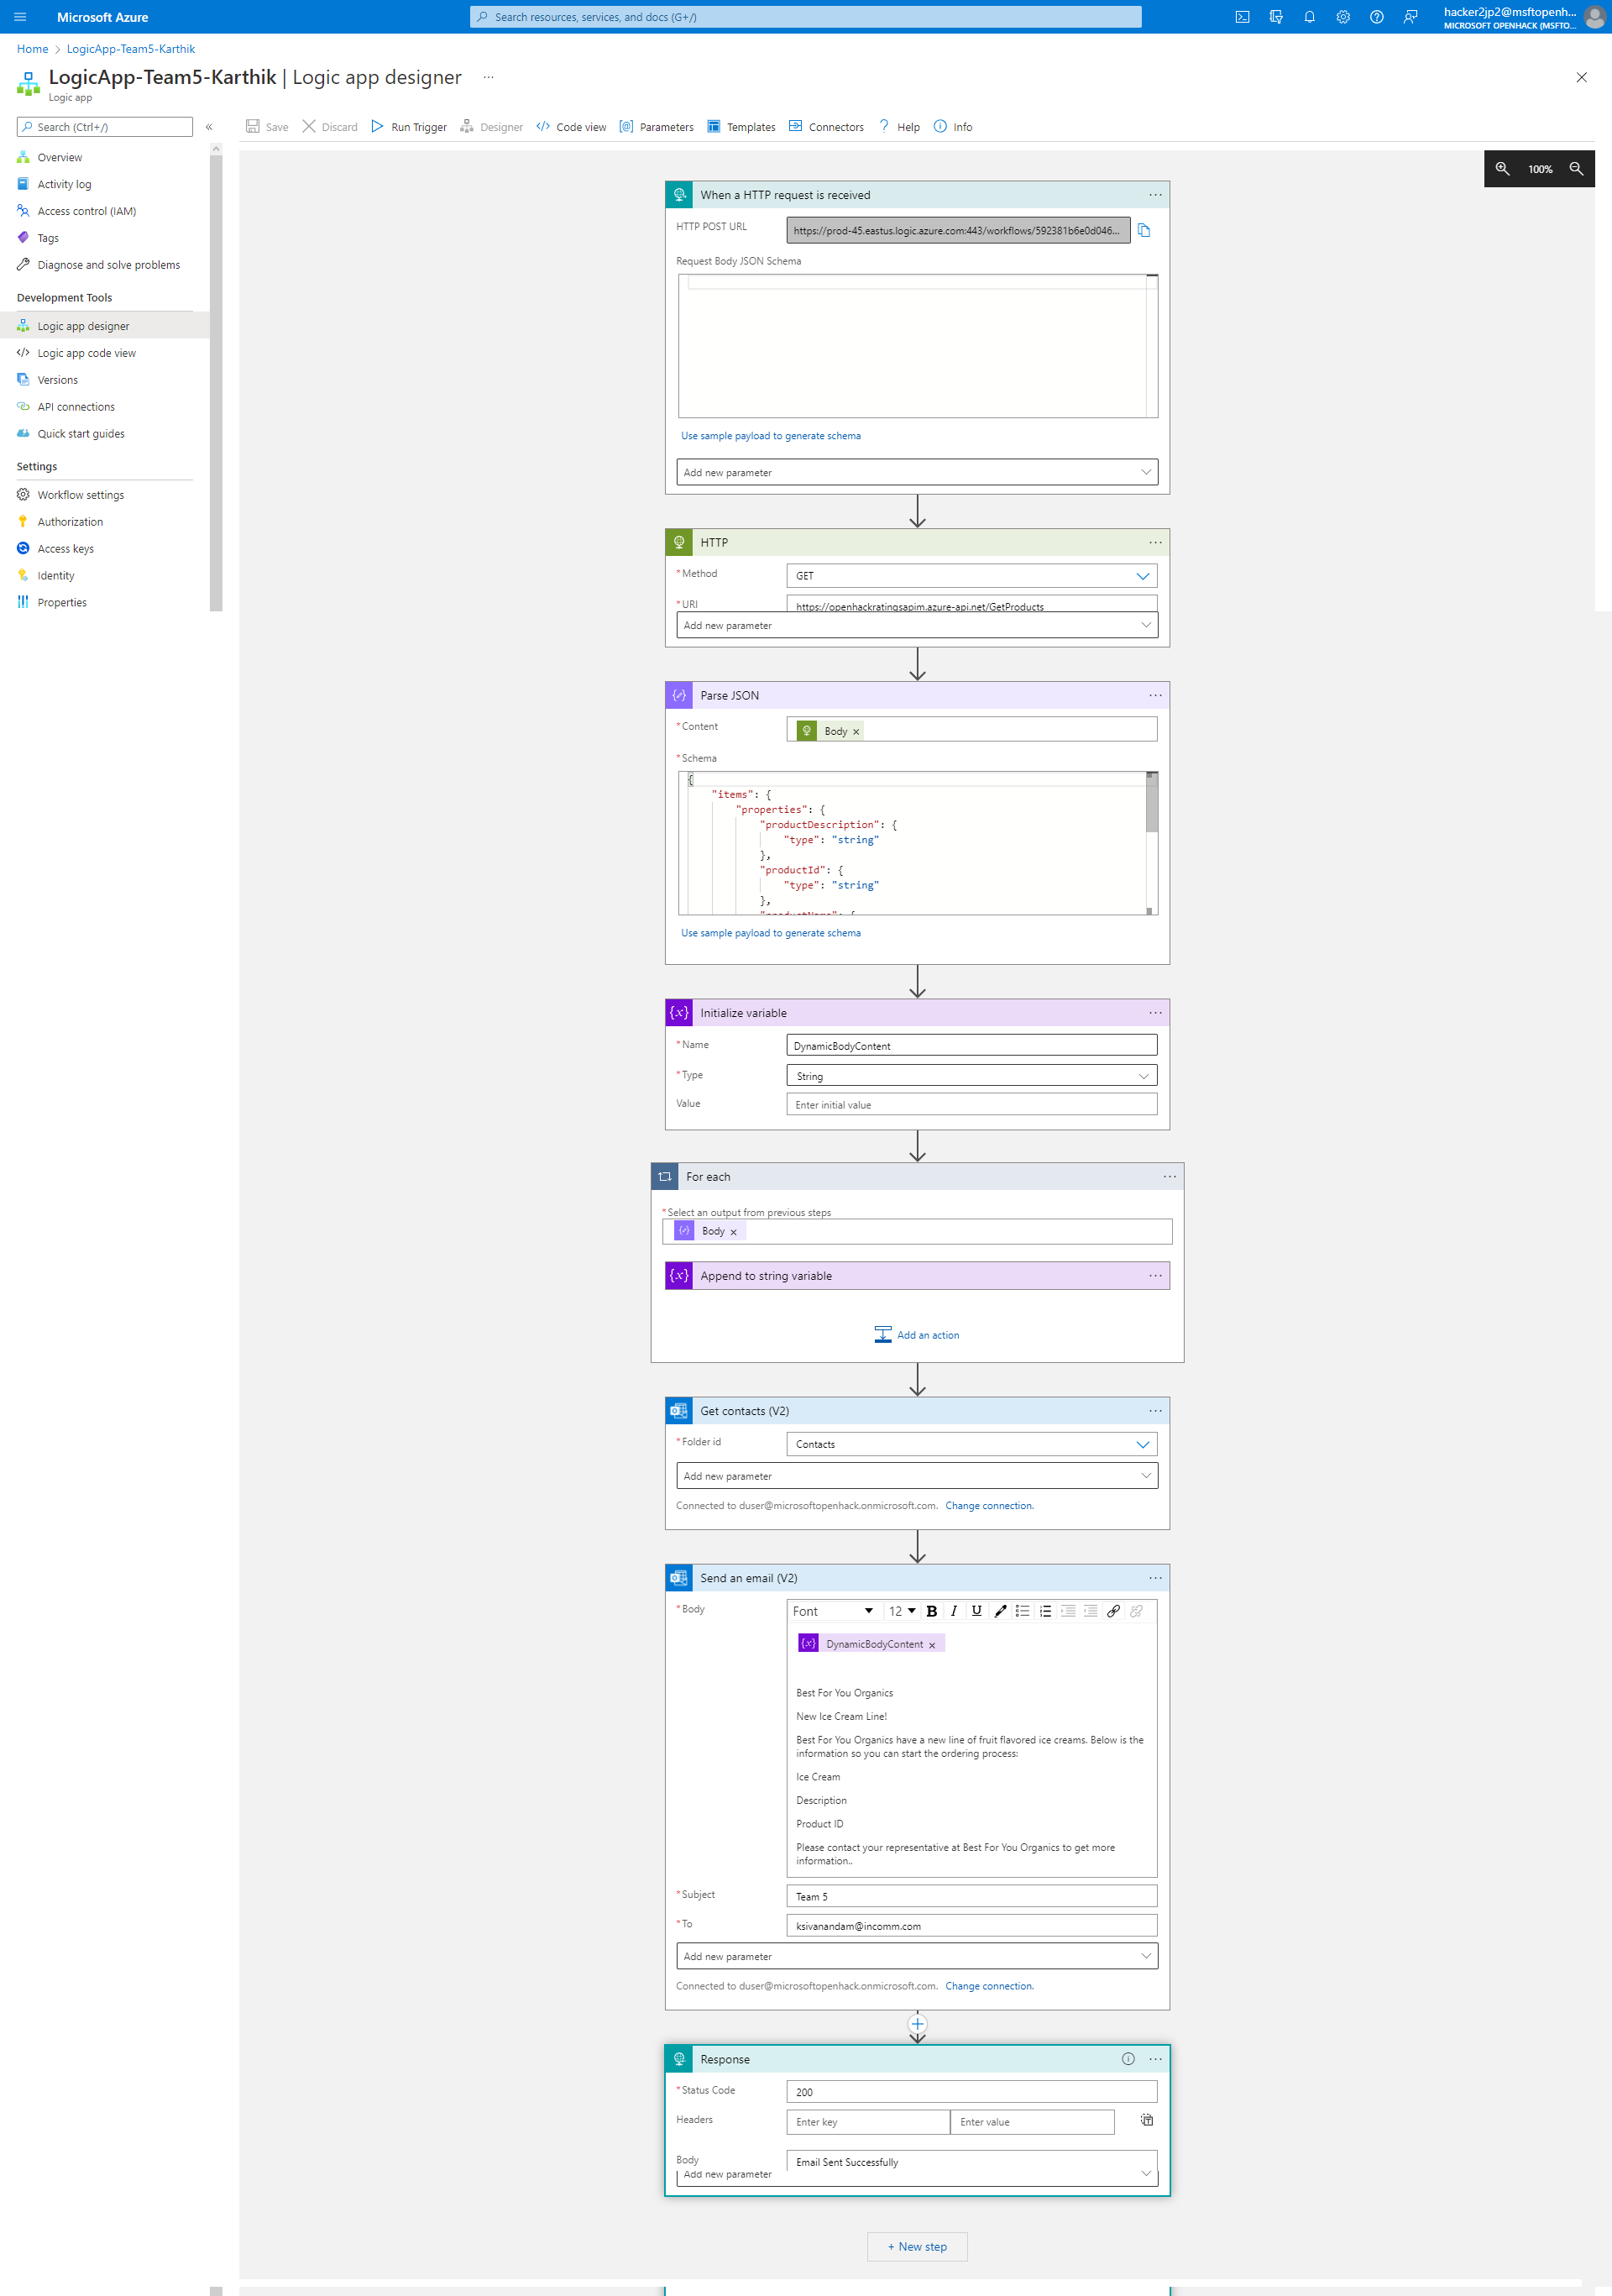 Microsoft Azure
Search resources, services, and docs (G+/)
hacker2jp2@msftopenh...
MICROSOFT OPENHACK (MSFTO...
Home > LogicApp-Team5-Karthik
LogicApp-Team5-Karthik | Logic app designer ...
Logic app
Search (Ctrl+/)
Overview
Activity log
Access control (IAM)
Tags
Diagnose and solve problems
Development Tools
Logic app designer
Logic app code view
Versions
API connections
Quick start guides
Settings
Workflow settings
Authorization
Access keys
Identity
Properties
Save Discard Run Trigger Designer Code view Parameters Templates Connectors Help Info
100%
When a HTTP request is received
HTTP POST URL
https://prod-45.eastus.logic.azure.com:443/workflows/592381b6e0d046...
Request Body JSON Schema
Use sample payload to generate schema
Add new parameter
HTTP
* Method
GET
* URI
https://openhackratingsapim.azure-api.net/GetProducts
Add new parameter
Parse JSON
* Content
Body ×
* Schema
{
"items": {
"properties": {
"productDescription": {
"type": "string"
},
"productId": {
"type": "string"
},
"productName": {
Use sample payload to generate schema
Initialize variable
* Name
DynamicBodyContent
* Type
String
Value
Enter initial value
For each
* Select an output from previous steps
Body ×
Append to string variable
Add an action
Get contacts (V2)
* Folder id
Contacts
Add new parameter
Connected to duser@microsoftopenhack.onmicrosoft.com. Change connection.
Send an email (V2)
* Body
Font 12 B I U
DynamicBodyContent ×
Best For You Organics
New Ice Cream Line!
Best For You Organics have a new line of fruit flavored ice creams. Below is the
information so you can start the ordering process:
Ice Cream
Description
Product ID
Please contact your representative at Best For You Organics to get more
information..
* Subject
Team 5
* To
ksivanandam@incomm.com
Add new parameter
Connected to duser@microsoftopenhack.onmicrosoft.com. Change connection.
Response
* Status Code
200
Headers
Enter key
Enter value
Body
Email Sent Successfully
Add new parameter
+ New step